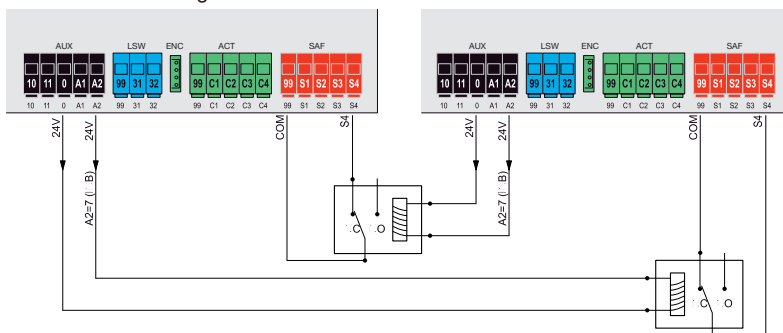 AUX LSW ENC ACT SAF AUX LSW ENC ACT SAF
10 11 0 A1 A2 99 31 32 99 C1 C2 C3 C4 99 S1 S2 S3 S4 10 11 0 A1 A2 99 31 32 99 C1 C2 C3 C4 99 S1 S2 S3 S4
10 11 0 A1 A2 99 31 32 99 C1 C2 C3 C4 99 S1 S2 S3 S4 10 11 0 A1 A2 99 31 32 99 C1 C2 C3 C4 99 S1 S2 S3 S4
24V 24V COM S4 24V 24V COM S4
A2=7 A2=7